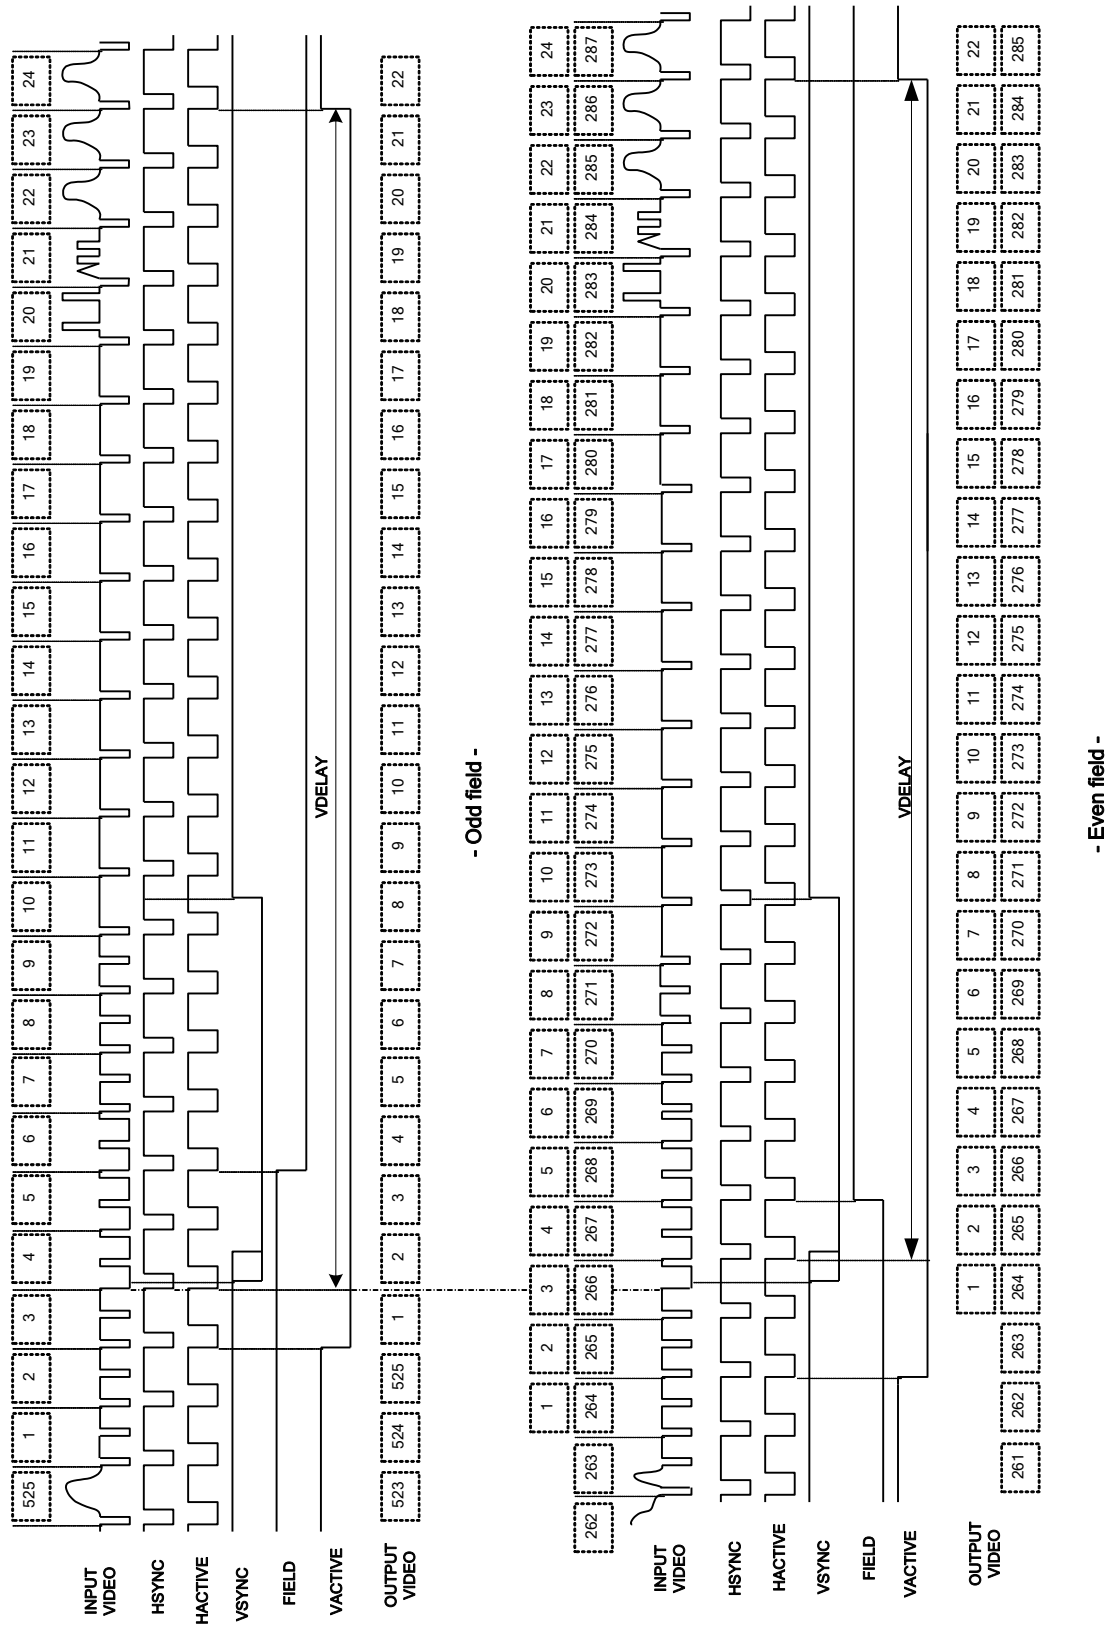 525 1 2 3 4 5 6 7 8 9 10 11 12 13 14 15 16 17 18 19 20 21 22 23 24
INPUT VIDEO
HSYNC
HACTIVE
VSYNC
FIELD
VACTIVE
VDELAY
OUTPUT VIDEO
523 524 525 1 2 3 4 5 6 7 8 9 10 11 12 13 14 15 16 17 18 19 20 21 22
- Odd field -
1 2 3 4 5 6 7 8 9 10 11 12 13 14 15 16 17 18 19 20 21 22 23 24
262 263 264 265 266 267 268 269 270 271 272 273 274 275 276 277 278 279 280 281 282 283 284 285 286 287
INPUT VIDEO
HSYNC
HACTIVE
VSYNC
FIELD
VACTIVE
VDELAY
OUTPUT VIDEO
1 2 3 4 5 6 7 8 9 10 11 12 13 14 15 16 17 18 19 20 21 22
261 262 263 264 265 266 267 268 269 270 271 272 273 274 275 276 277 278 279 280 281 282 283 284 285
- Even field -